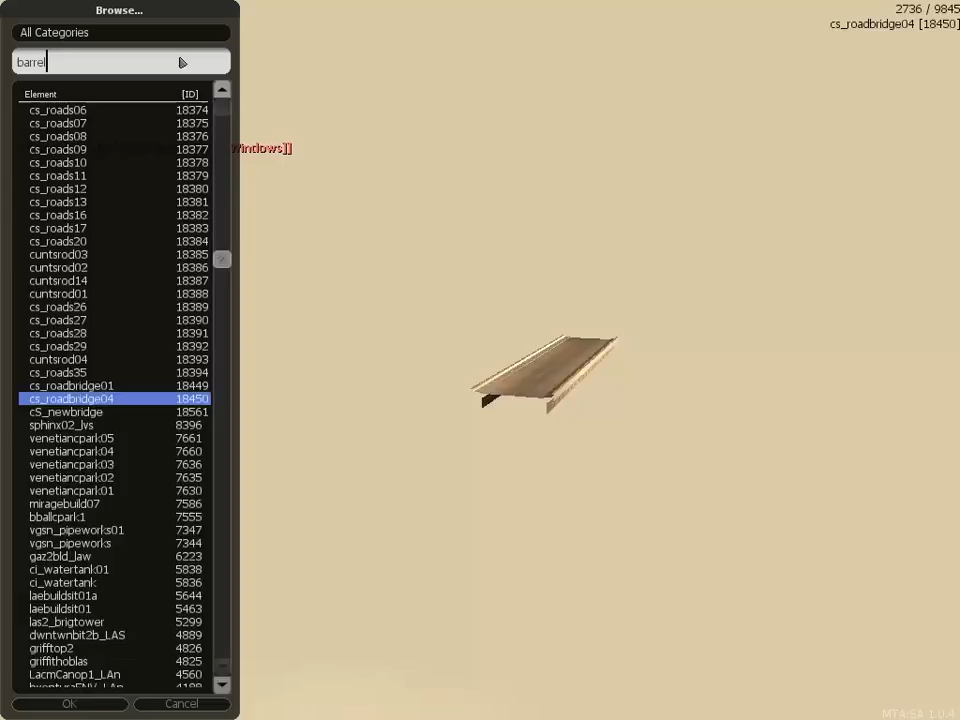 Browse...
2736 / 9845
cs_roadbridge04 [18450]
All Categories
barrel
Element [ID]
cs_roads06 18374
cs_roads07 18375
cs_roads08 18376
cs_roads09 18377
Windows]]
cs_roads10 18378
cs_roads11 18379
cs_roads12 18380
cs_roads13 18381
cs_roads16 18382
cs_roads17 18383
cs_roads20 18384
cuntsrod03 18385
cuntsrod02 18386
cuntsrod14 18387
cuntsrod01 18388
cs_roads26 18389
cs_roads27 18390
cs_roads28 18391
cs_roads29 18392
cuntsrod04 18393
cs_roads35 18394
cs_roadbridge01 18449
cs_roadbridge04 18450
cS_newbridge 18561
sphinx02_lvs 8396
venetiancpark05 7661
venetiancpark04 7660
venetiancpark03 7636
venetiancpark02 7635
venetiancpark01 7630
miragebuild07 7586
bballcpark1 7555
vgsn_pipeworks01 7347
vgsn_pipeworks 7344
gaz2bld_law 6223
ci_watertank01 5838
ci_watertank 5836
laebuildsit01a 5644
laebuildsit01 5463
las2_brigtower 5299
dwntwnbit2b_LAS 4889
grifftop2 4826
griffithoblas 4825
LacmCanop1_LAn 4560
OK Cancel
MTA:SA 1.0.4